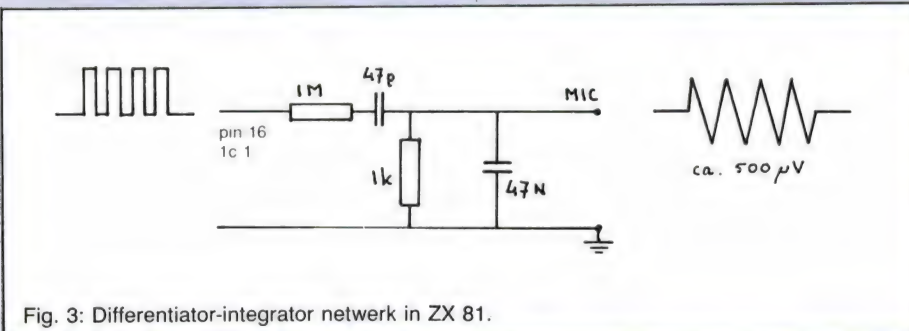 1M
47p
MIC
pin 16
1c 1
1k
47N
ca. 500 µV
Fig. 3: Differentiator-integrator netwerk in ZX 81.